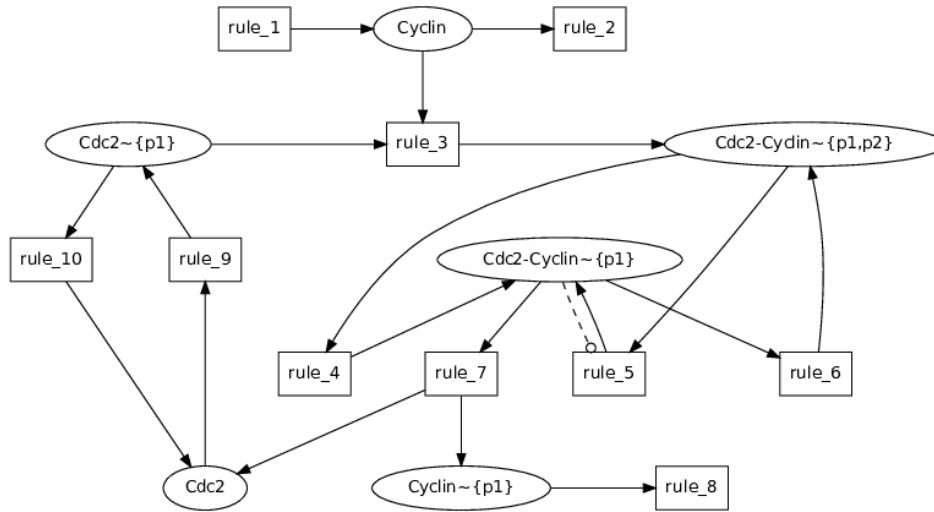 rule_1
Cyclin
rule_2
Cdc2~{p1}
rule_3
Cdc2-Cyclin~{p1,p2}
rule_10
rule_9
Cdc2-Cyclin~{p1}
rule_4
rule_7
rule_5
rule_6
Cdc2
Cyclin~{p1}
rule_8